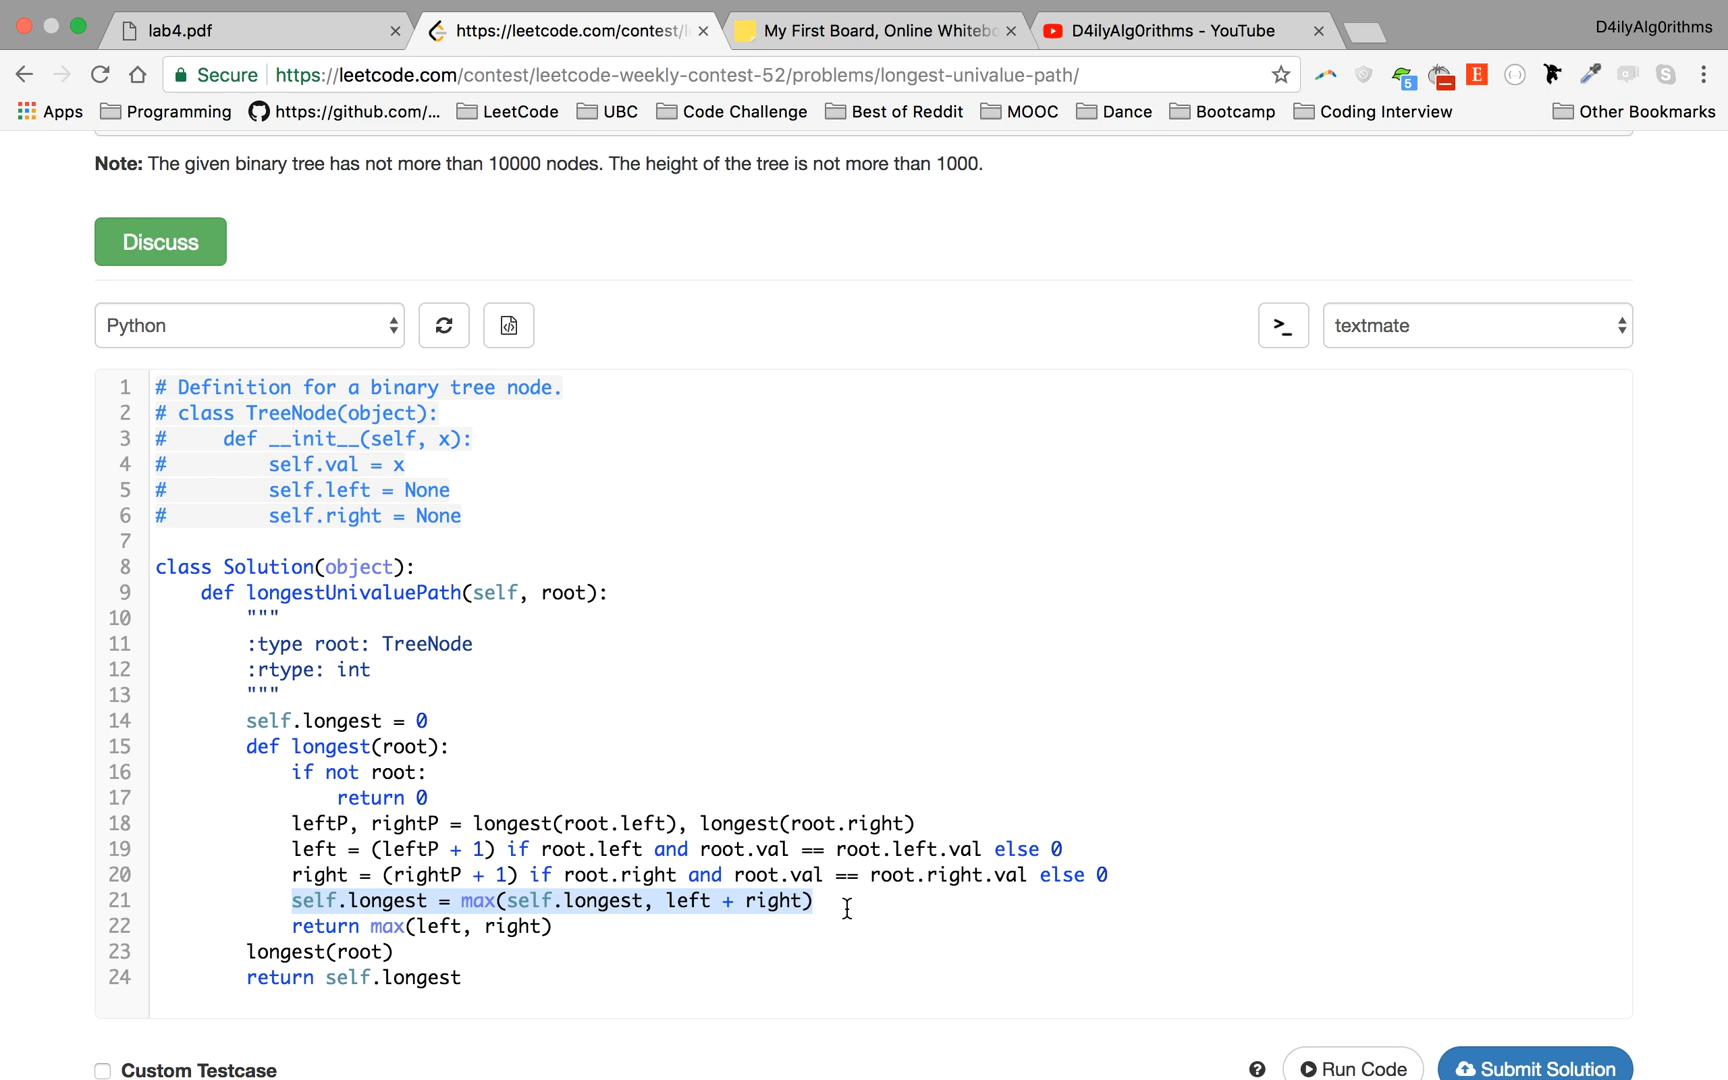 lab4.pdf
https://leetcode.com/contest/l
My First Board, Online Whitebo
D4ilyAlg0rithms - YouTube
D4ilyAlg0rithms
Secure
https://leetcode.com/contest/leetcode-weekly-contest-52/problems/longest-univalue-path/
5
E
Apps
Programming
https://github.com/...
LeetCode
UBC
Code Challenge
Best of Reddit
MOOC
Dance
Bootcamp
Coding Interview
Other Bookmarks
Note: The given binary tree has not more than 10000 nodes. The height of the tree is not more than 1000.
Discuss
Python
>_
textmate
1 # Definition for a binary tree node.
2 # class TreeNode(object):
3 #     def __init__(self, x):
4 #         self.val = x
5 #         self.left = None
6 #         self.right = None
7
8 class Solution(object):
9     def longestUnivaluePath(self, root):
10         """
11         :type root: TreeNode
12         :rtype: int
13         """
14         self.longest = 0
15         def longest(root):
16             if not root:
17                 return 0
18             leftP, rightP = longest(root.left), longest(root.right)
19             left = (leftP + 1) if root.left and root.val == root.left.val else 0
20             right = (rightP + 1) if root.right and root.val == root.right.val else 0
21             self.longest = max(self.longest, left + right)
22             return max(left, right)
23         longest(root)
24         return self.longest
Custom Testcase
?
Run Code
Submit Solution